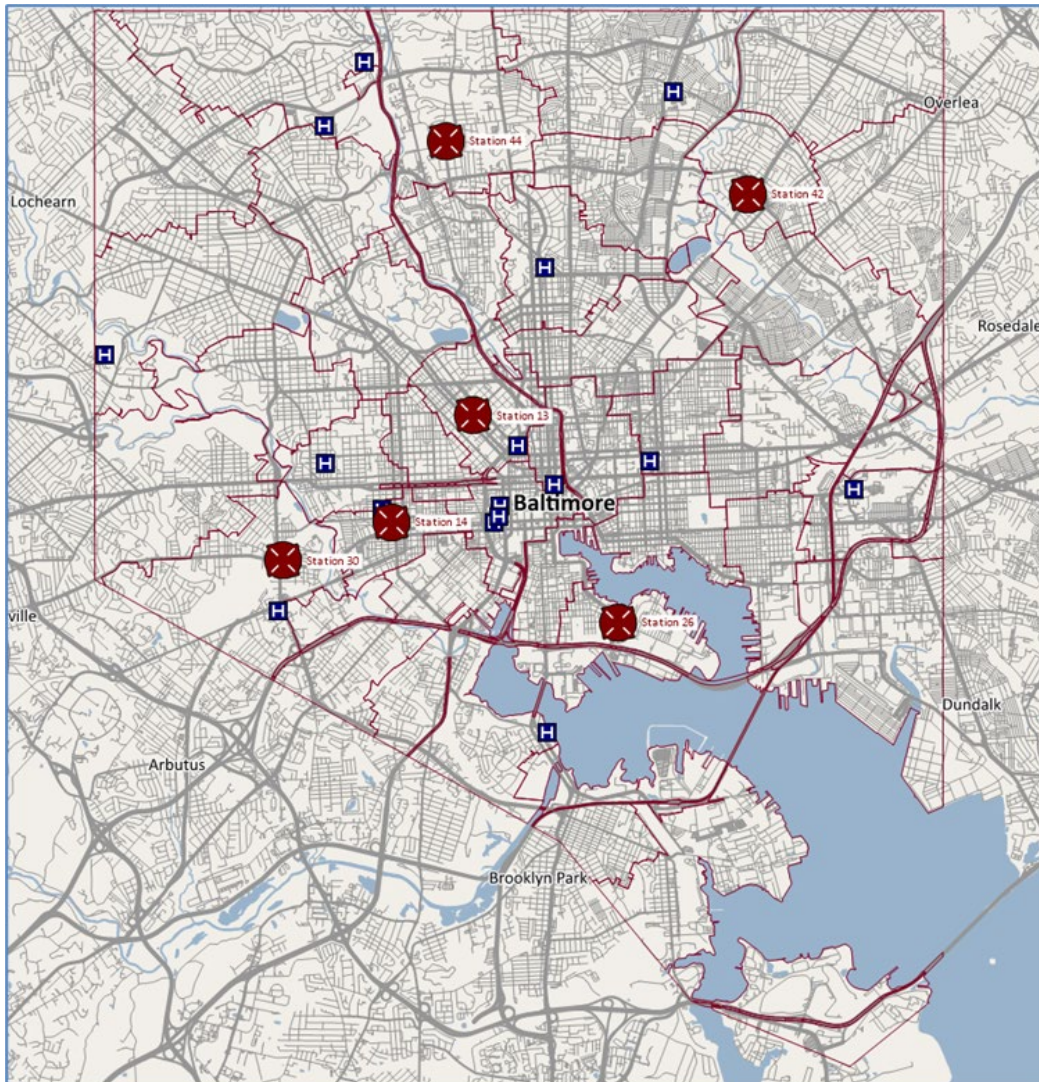 Overlea
Station 44
Station 42
Lochearn
Rosedale
H
H
H
H
H
Station 13
H
H
H
H
H
Baltimore
H
H
Station 14
Station 30
H
ville
Station 26
Dundalk
H
Arbutus
Brooklyn Park